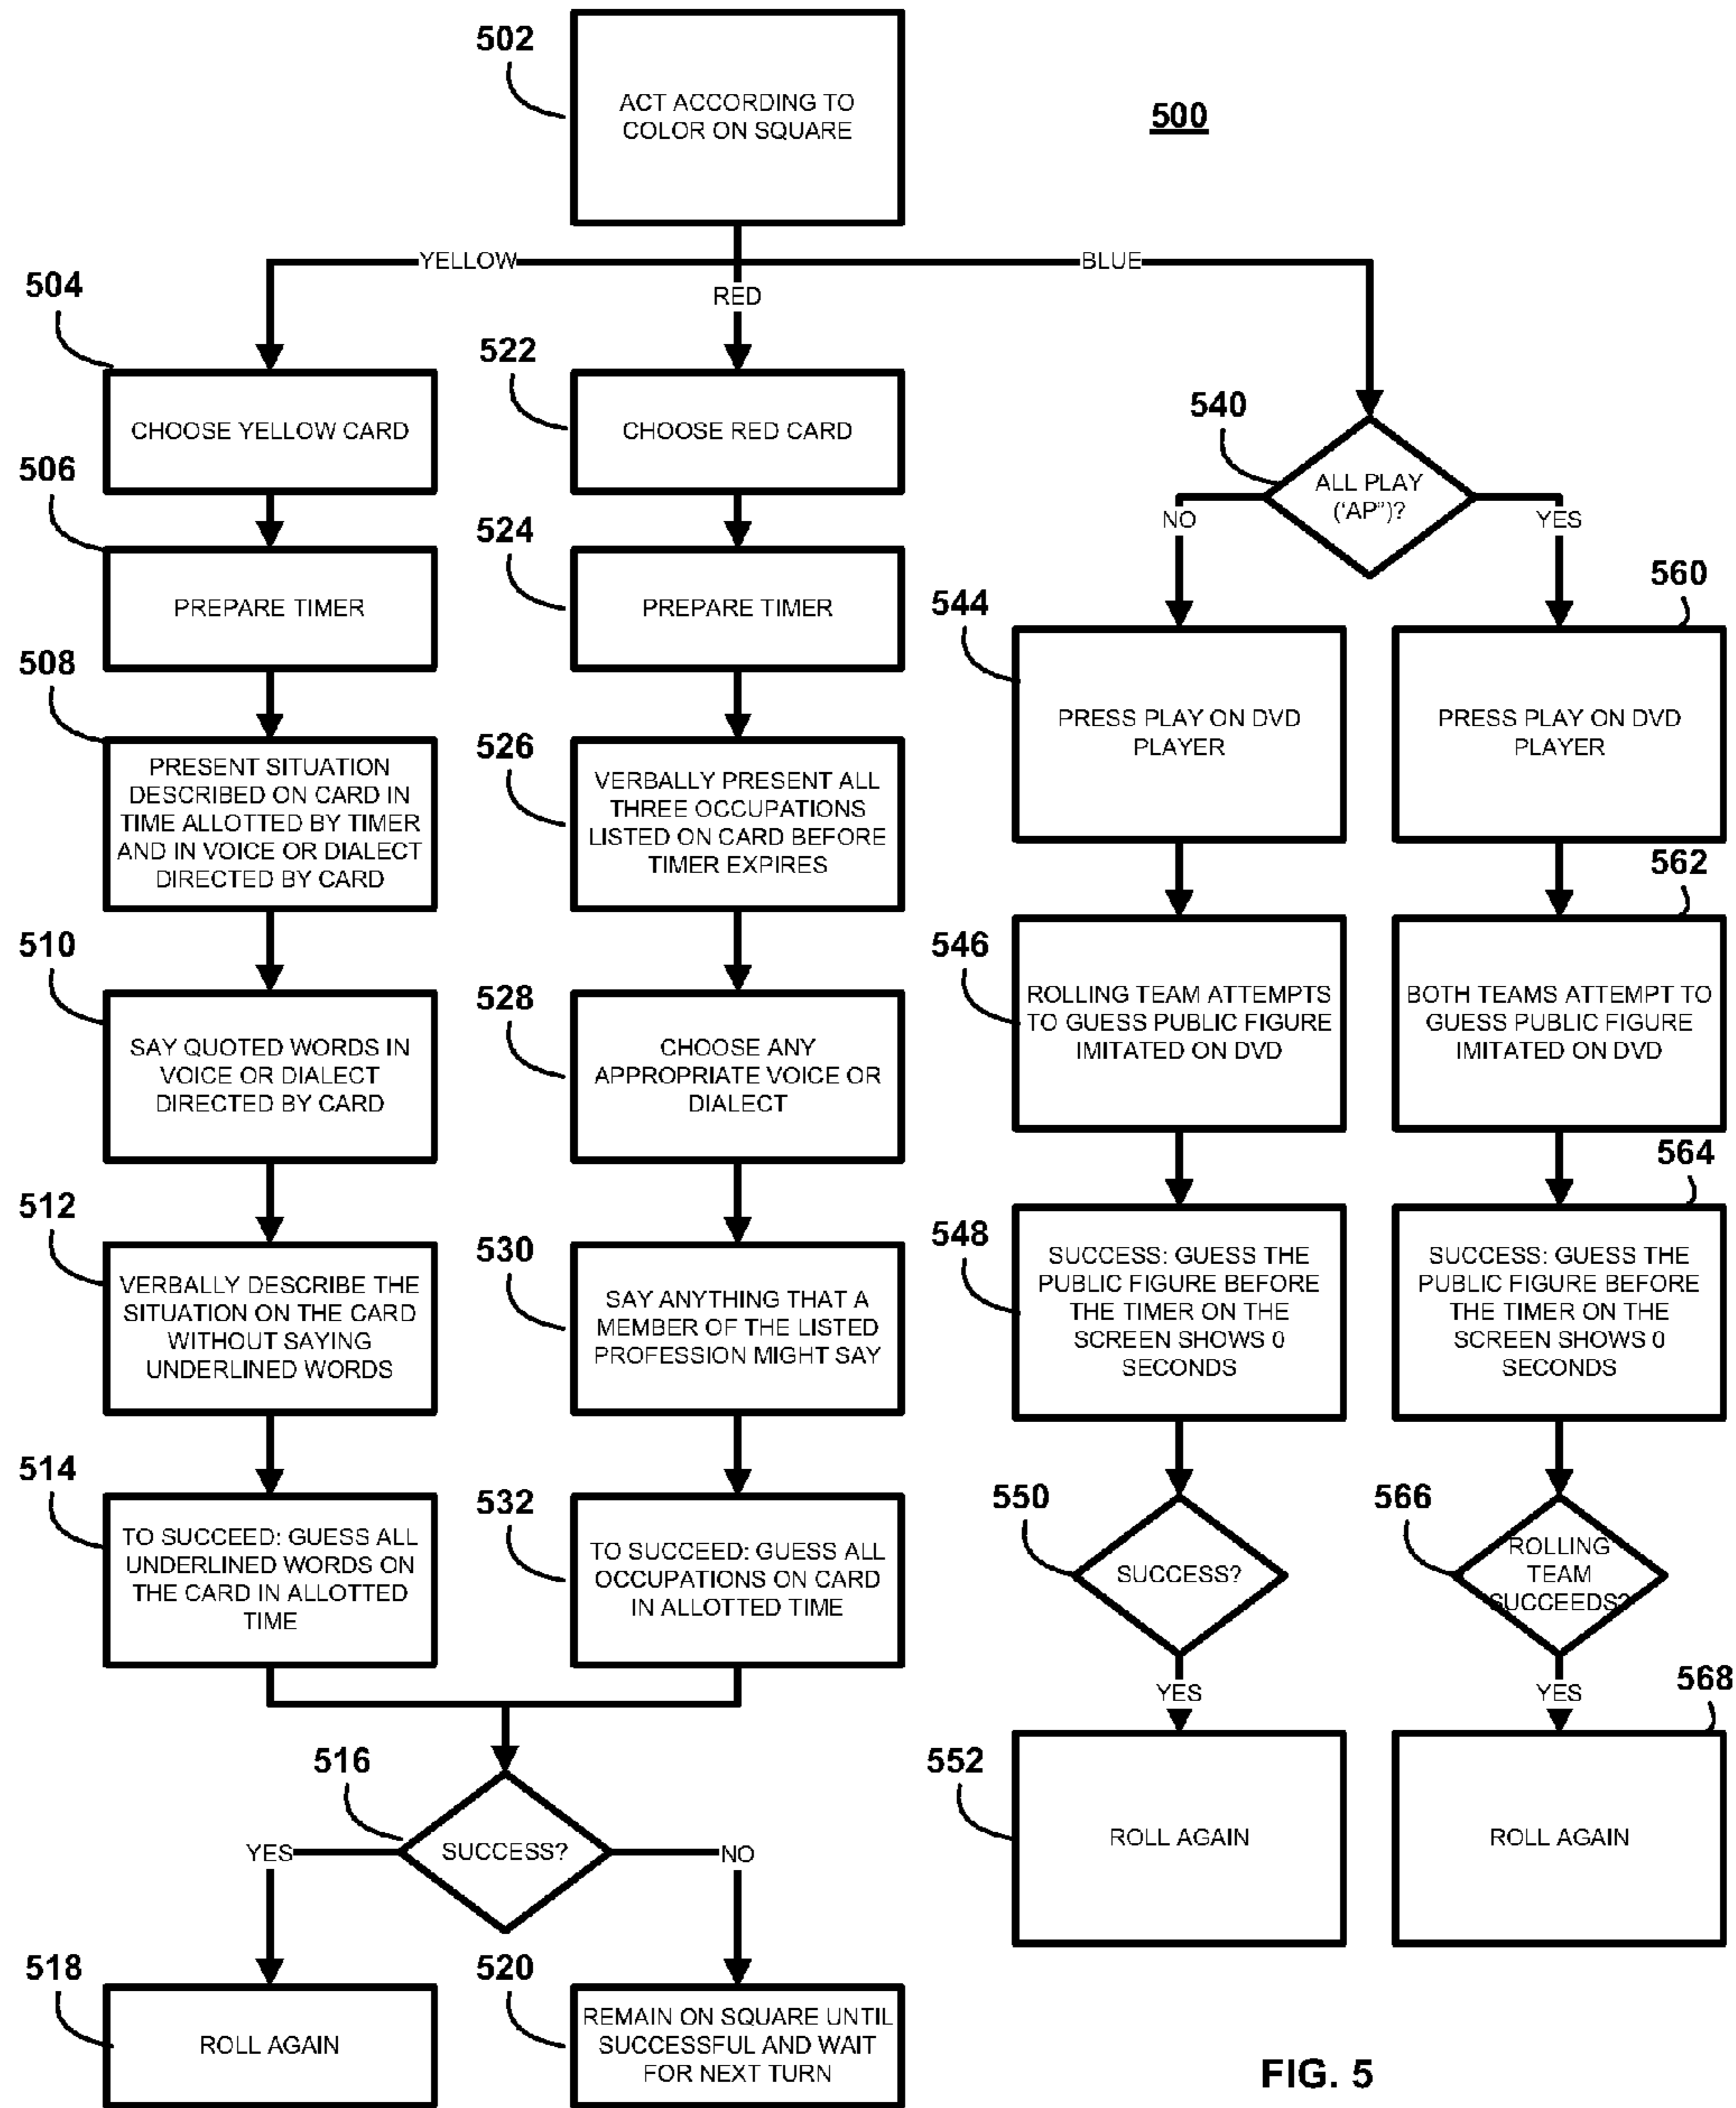 502
ACT ACCORDING TO
COLOR ON SQUARE
500
YELLOW
RED
BLUE
504
CHOOSE YELLOW CARD
506
PREPARE TIMER
508
PRESENT SITUATION
DESCRIBED ON CARD IN
TIME ALLOTTED BY TIMER
AND IN VOICE OR DIALECT
DIRECTED BY CARD
510
SAY QUOTED WORDS IN
VOICE OR DIALECT
DIRECTED BY CARD
512
VERBALLY DESCRIBE THE
SITUATION ON THE CARD
WITHOUT SAYING
UNDERLINED WORDS
514
TO SUCCEED: GUESS ALL
UNDERLINED WORDS ON
THE CARD IN ALLOTTED
TIME
522
CHOOSE RED CARD
524
PREPARE TIMER
526
VERBALLY PRESENT ALL
THREE OCCUPATIONS
LISTED ON CARD BEFORE
TIMER EXPIRES
528
CHOOSE ANY
APPROPRIATE VOICE OR
DIALECT
530
SAY ANYTHING THAT A
MEMBER OF THE LISTED
PROFESSION MIGHT SAY
532
TO SUCCEED: GUESS ALL
OCCUPATIONS ON CARD
IN ALLOTTED TIME
516
SUCCESS?
YES
NO
518
ROLL AGAIN
520
REMAIN ON SQUARE UNTIL
SUCCESSFUL AND WAIT
FOR NEXT TURN
540
ALL PLAY
('AP")?
NO
YES
544
PRESS PLAY ON DVD
PLAYER
546
ROLLING TEAM ATTEMPTS
TO GUESS PUBLIC FIGURE
IMITATED ON DVD
548
SUCCESS: GUESS THE
PUBLIC FIGURE BEFORE
THE TIMER ON THE
SCREEN SHOWS 0
SECONDS
550
SUCCESS?
YES
552
ROLL AGAIN
560
PRESS PLAY ON DVD
PLAYER
562
BOTH TEAMS ATTEMPT TO
GUESS PUBLIC FIGURE
IMITATED ON DVD
564
SUCCESS: GUESS THE
PUBLIC FIGURE BEFORE
THE TIMER ON THE
SCREEN SHOWS 0
SECONDS
566
ROLLING
TEAM
SUCCEEDS?
YES
568
ROLL AGAIN
FIG. 5